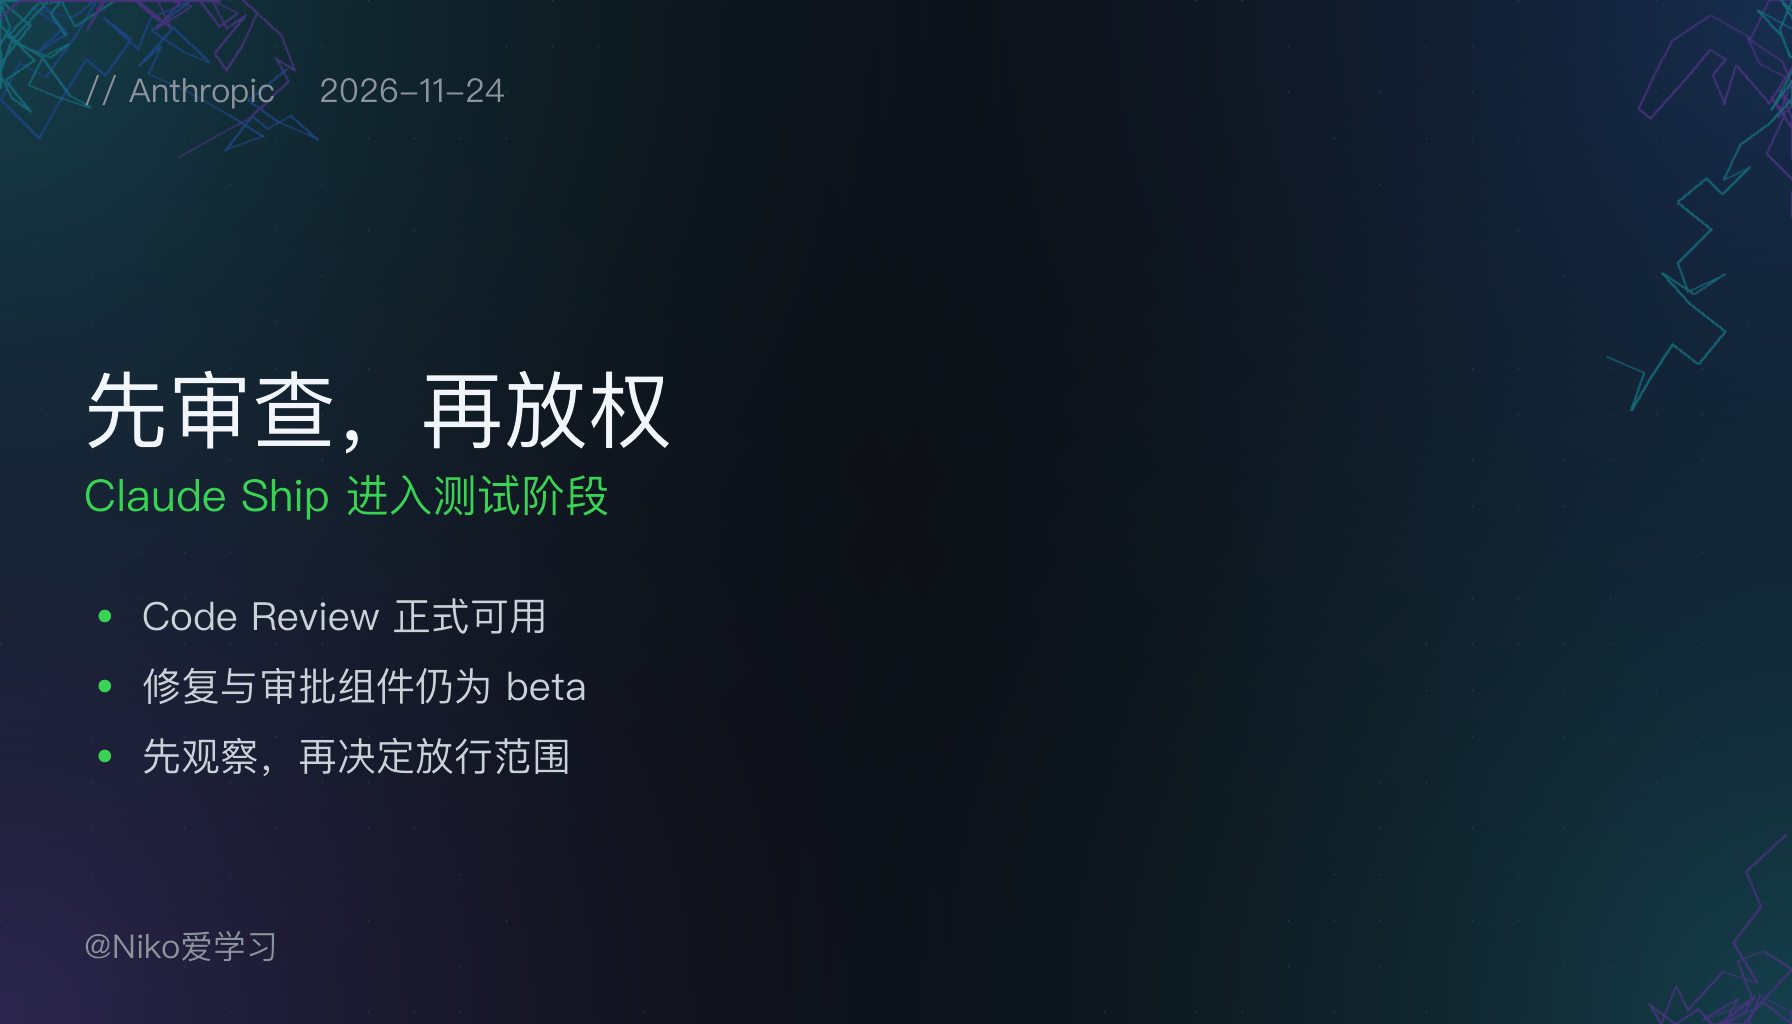 // Anthropic 2026-11-24
先审查，再放权
Claude Ship 进入测试阶段
• Code Review 正式可用
• 修复与审批组件仍为 beta
• 先观察，再决定放行范围
@Niko爱学习